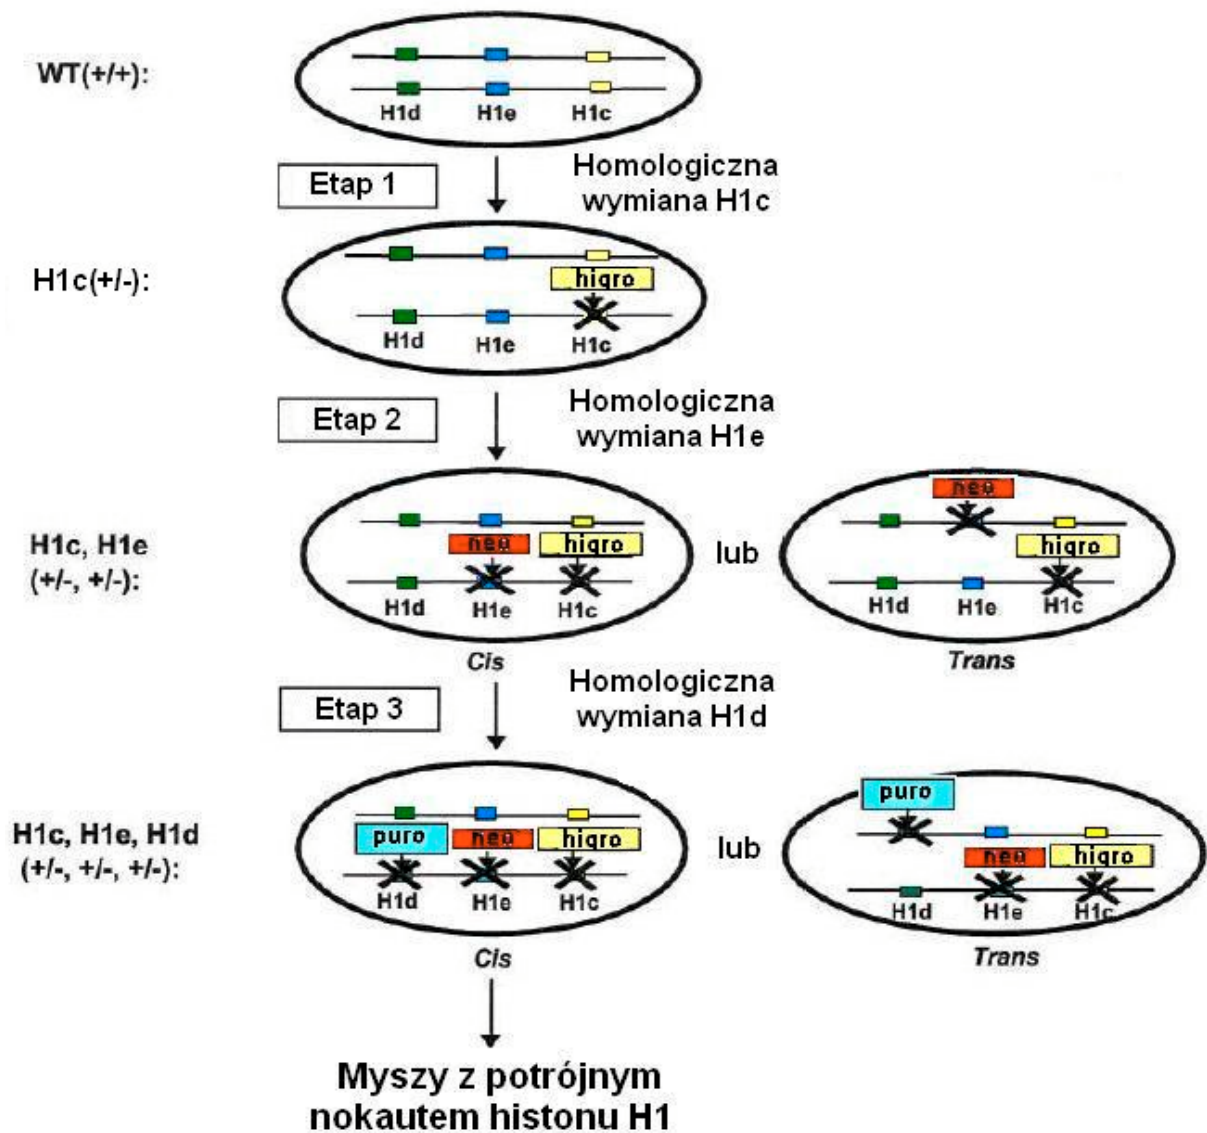 WT(+/+):
H1d H1e H1c
Etap 1
Homologiczna
wymiana H1c
H1c(+/-):
higro
H1d H1e H1c
Etap 2
Homologiczna
wymiana H1e
H1c, H1e
(+/-, +/-):
neo higro
H1d H1e H1c
Cis
lub
neo
higro
H1d H1e H1c
Trans
Etap 3
Homologiczna
wymiana H1d
H1c, H1e, H1d
(+/-, +/-, +/-):
puro neo higro
H1d H1e H1c
Cis
lub
puro
neo higro
H1d H1e H1c
Trans
Myszy z potrójnym
nokautem histonu H1